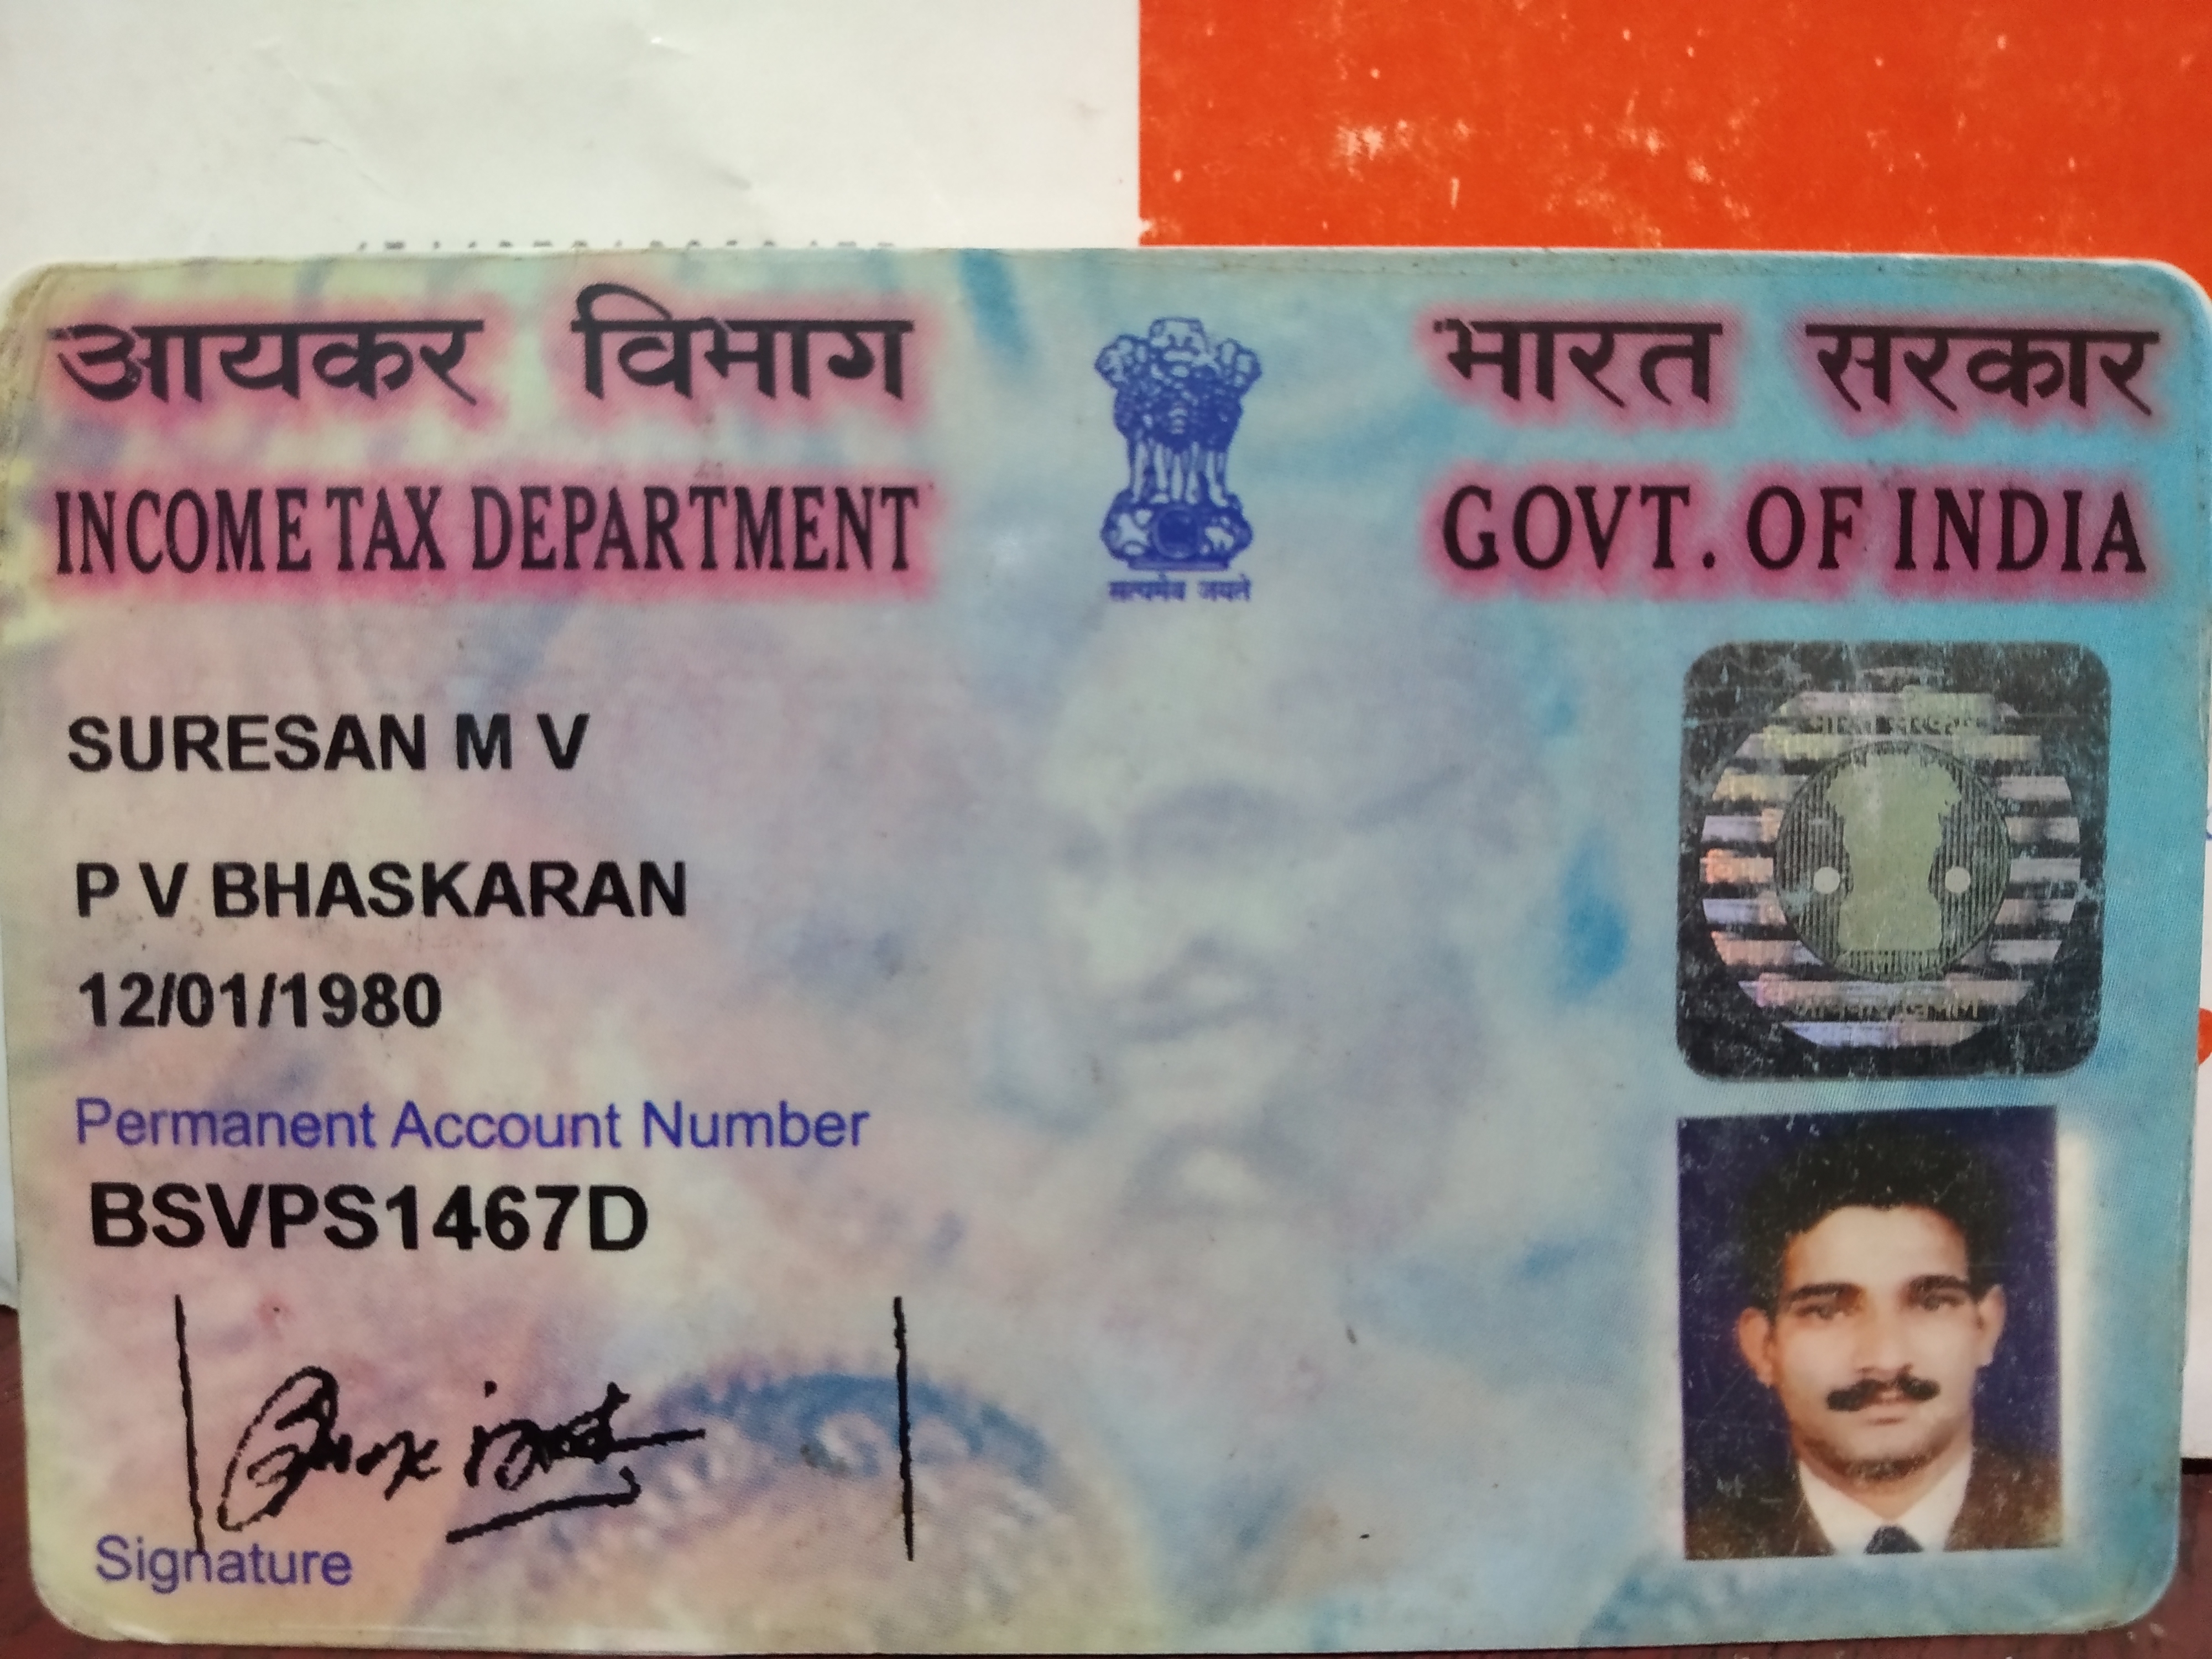 आयकर विभाग
INCOME TAX DEPARTMENT
सत्यमेव जयते
भारत सरकार
GOVT. OF INDIA
SURESAN M V
P V BHASKARAN
12/01/1980
Permanent Account Number
BSVPS1467D
Signature